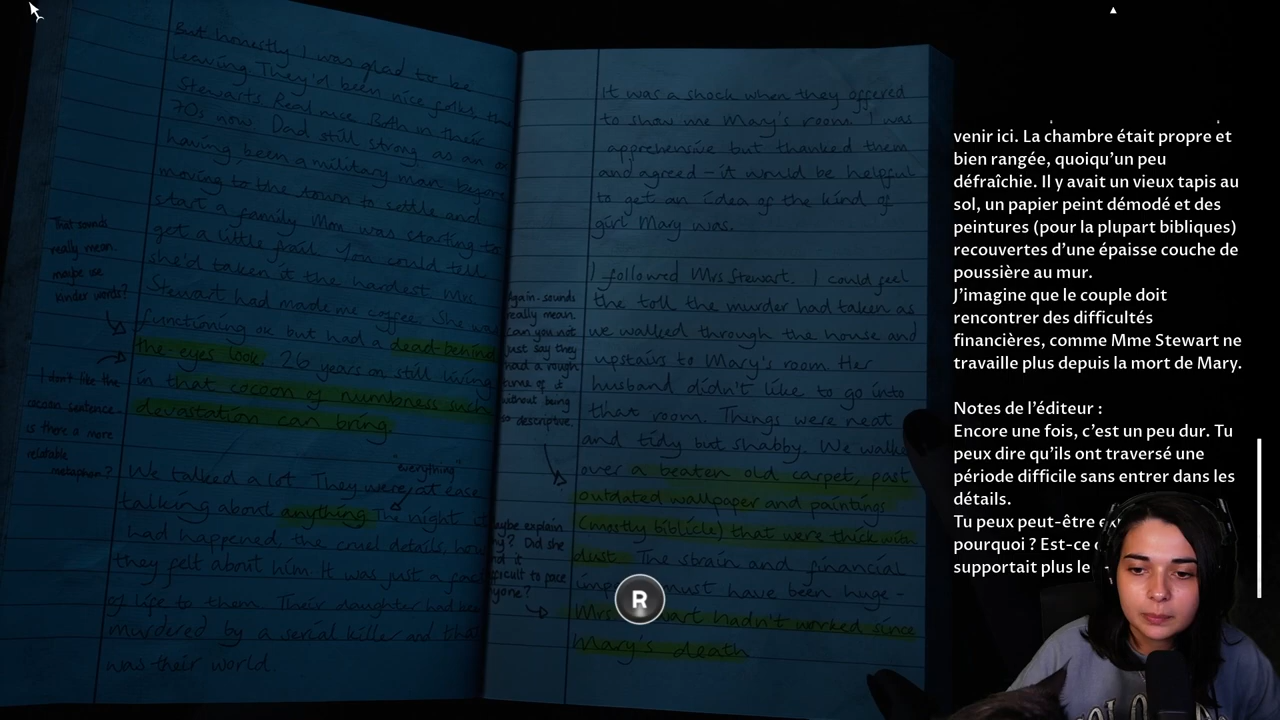 But honestly I was glad to be
leaving They'd been nice folks, the
Stewarts. Real nice. Both in their
70s now. Dad still strong as an ox
having been a military man before
moving to the town to settle and
start a family. Mom was starting to
get a little frail. You could tell
she'd taken it the hardest. Mrs
Stewart had made me coffee. She was
functioning ok but had a dead-behind
the eyes look. 26 years on still living
in that cocoon of numbness such
devastation can bring.
That sounds
really mean.
maybe use
kinder words?
I don't like the
cocoon sentence -
is there a more
relatable
metaphor?
"everything"
We talked a lot. They were at ease
talking about anything The night it
had happened, the cruel details, how
they felt about him. It was just a fact
of life to them. Their daughter had been
murdered by a serial killer and that
was their world.
It was a shock when they offered
to show me Mary's room. I was
apprehensive but thanked them
and agreed - it would be helpful
to get an idea of the kind of
girl Mary was.
I followed Mrs Stewart. I could feel
the toll the murder had taken as
we walked through the house and
upstairs to Mary's room. Her
husband didn't like to go into
that room. Things were neat
and tidy but shabby. We walked
over a beaten old carpet, past
outdated wallpaper and paintings
(mostly biblicle) that were thick with
dust. The strain and financial
must have been huge -
Mrs hadn't worked since
Mary's death
Again - sounds
really mean.
can you not
just say they
had a rough
time of it
without being
so descriptive.
maybe explain
why? Did she
find it
difficult to face
anyone?
R
venir ici. La chambre était propre et
bien rangée, quoiqu'un peu
défraîchie. Il y avait un vieux tapis au
sol, un papier peint démodé et des
peintures (pour la plupart bibliques)
recouvertes d'une épaisse couche de
poussière au mur.
J'imagine que le couple doit
rencontrer des difficultés
financières, comme Mme Stewart ne
travaille plus depuis la mort de Mary.
Notes de l'éditeur :
Encore une fois, c'est un peu dur. Tu
peux dire qu'ils ont traversé une
période difficile sans entrer dans les
détails.
Tu peux peut-être
pourquoi ? Est-ce
supportait plus le